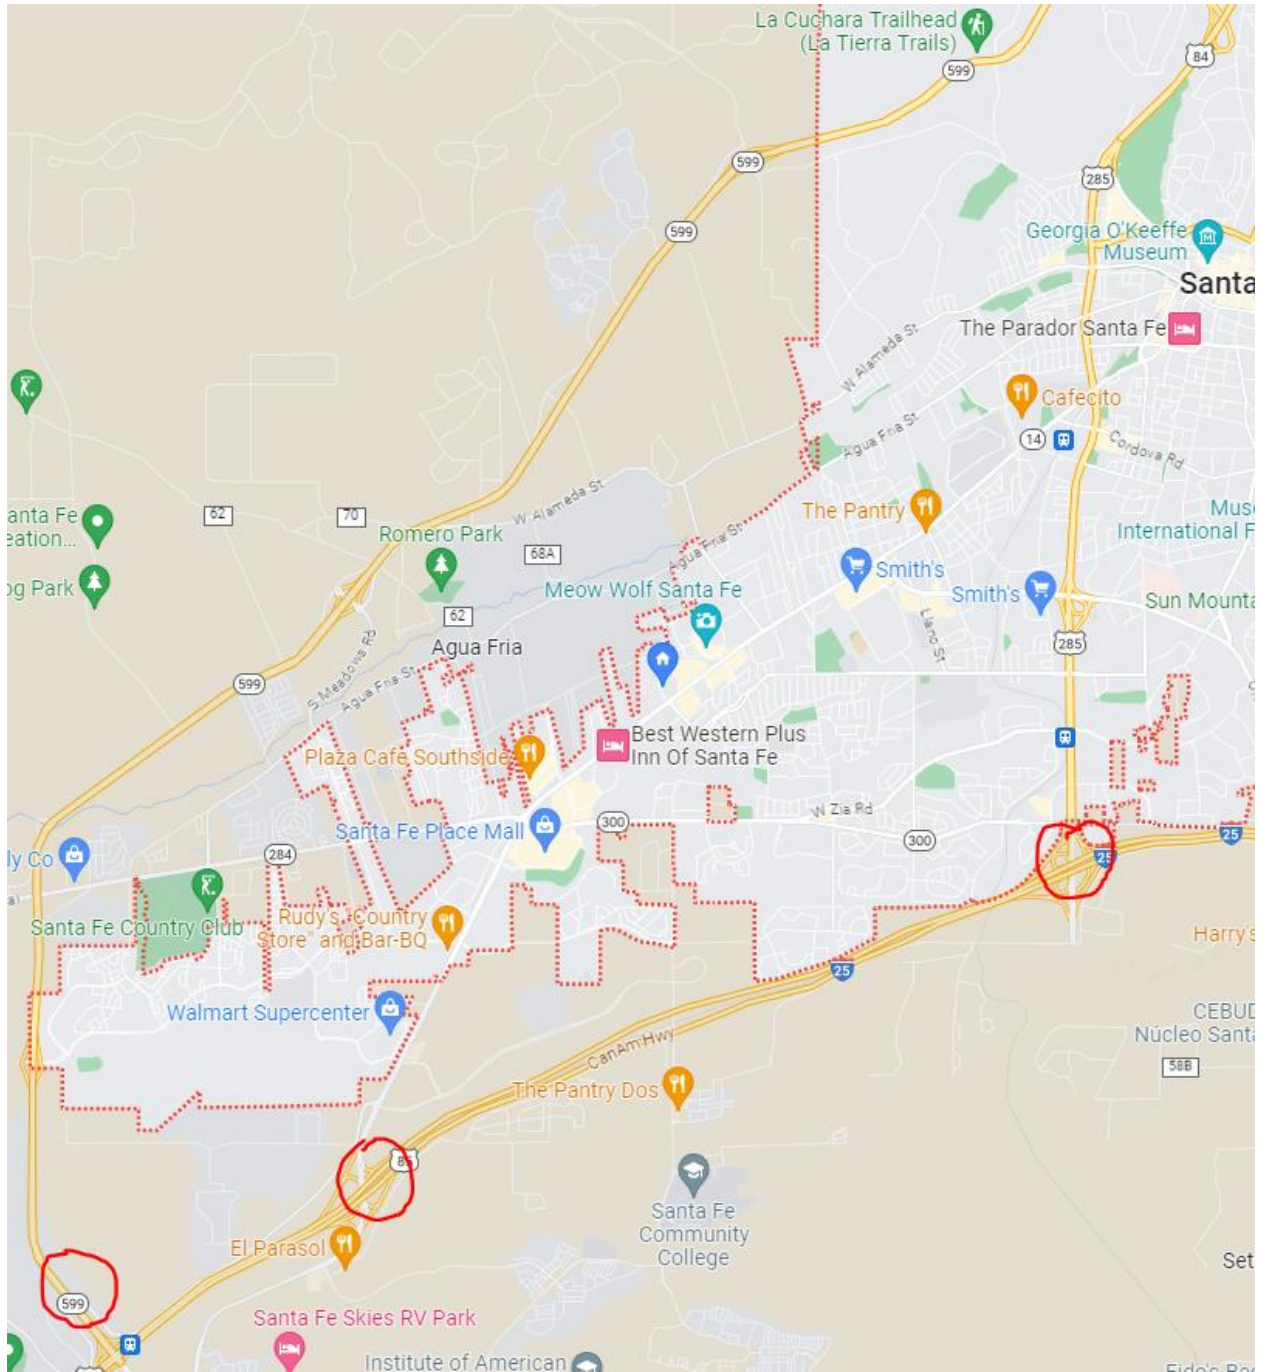 La Cuchara Trailhead
(La Tierra Trails)
599
84
599
285
599
Georgia O'Keeffe
Museum
Santa
The Parador Santa Fe
W Alameda St
Cafecito
14
Agua Fria St
Cordova Rd
anta Fe
eation...
62
70
W Alameda St
The Pantry
Muse
International F
Romero Park
68A
Agua Fria St
Smith's
og Park
Meow Wolf Santa Fe
Smith's
Sun Mounta
62
Agua Fria
Llano St
285
S Meadows Rd
599
Agua Fria St
Best Western Plus
Inn Of Santa Fe
Plaza Cafe Southside
W Zia Rd
Santa Fe Place Mall
300
300
25
ly Co
284
25
Santa Fe Country Club
Rudy's "Country
Store" and Bar-BQ
Harry's
25
Walmart Supercenter
CEBUD
Núcleo Santa
CanAm Hwy
58B
The Pantry Dos
85
Santa Fe
Community
College
El Parasol
Set
599
Santa Fe Skies RV Park
Institute of American